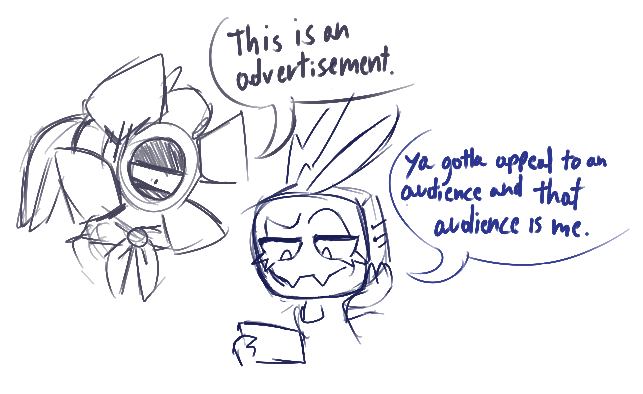 This is an
advertisement.
Ya gotta appeal to an
audience and that
audience is me.